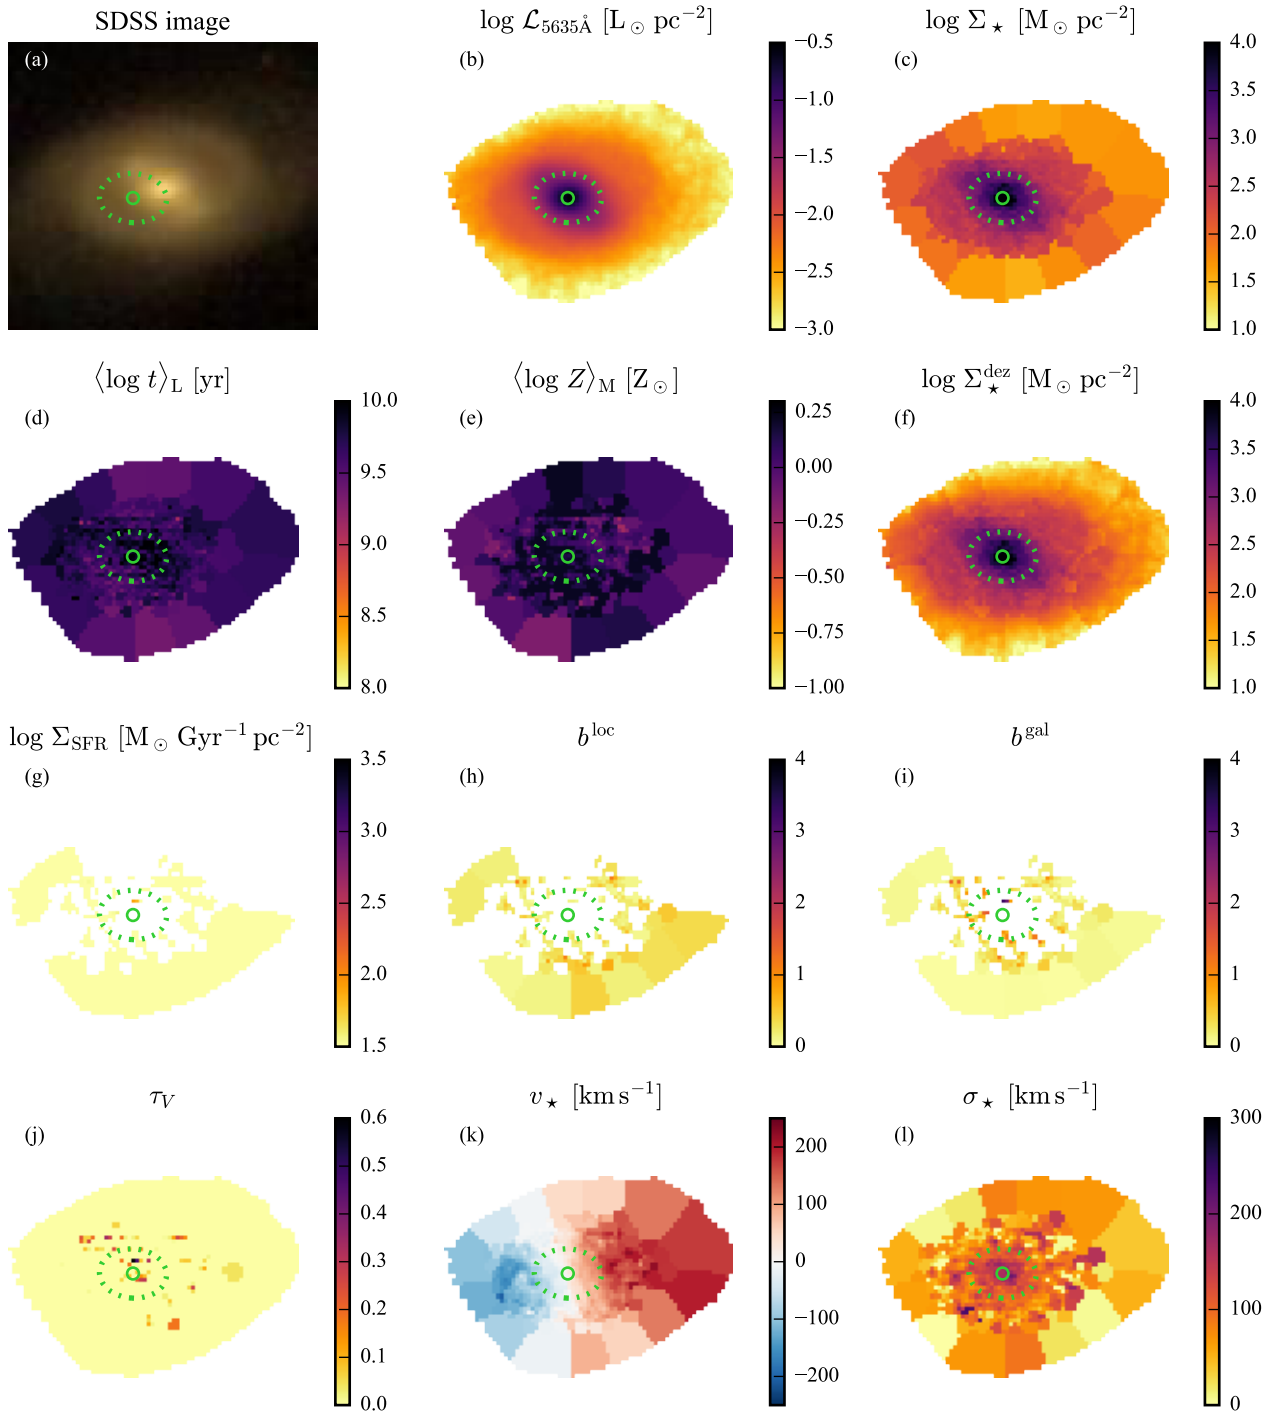 SDSS image
(a)
log ℒ₅₆₃₅Å [L⊙ pc⁻²]
(b)
−0.5
−1.0
−1.5
−2.0
−2.5
−3.0
log Σ⋆ [M⊙ pc⁻²]
(c)
4.0
3.5
3.0
2.5
2.0
1.5
1.0
⟨log t⟩L [yr]
(d)
10.0
9.5
9.0
8.5
8.0
⟨log Z⟩M [Z⊙]
(e)
0.25
0.00
−0.25
−0.50
−0.75
−1.00
log Σ⋆^dez [M⊙ pc⁻²]
(f)
4.0
3.5
3.0
2.5
2.0
1.5
1.0
log Σ_SFR [M⊙ Gyr⁻¹ pc⁻²]
(g)
3.5
3.0
2.5
2.0
1.5
b^loc
(h)
4
3
2
1
0
b^gal
(i)
4
3
2
1
0
τ_V
(j)
0.6
0.5
0.4
0.3
0.2
0.1
0.0
v⋆ [km s⁻¹]
(k)
200
100
0
−100
−200
σ⋆ [km s⁻¹]
(l)
300
200
100
0